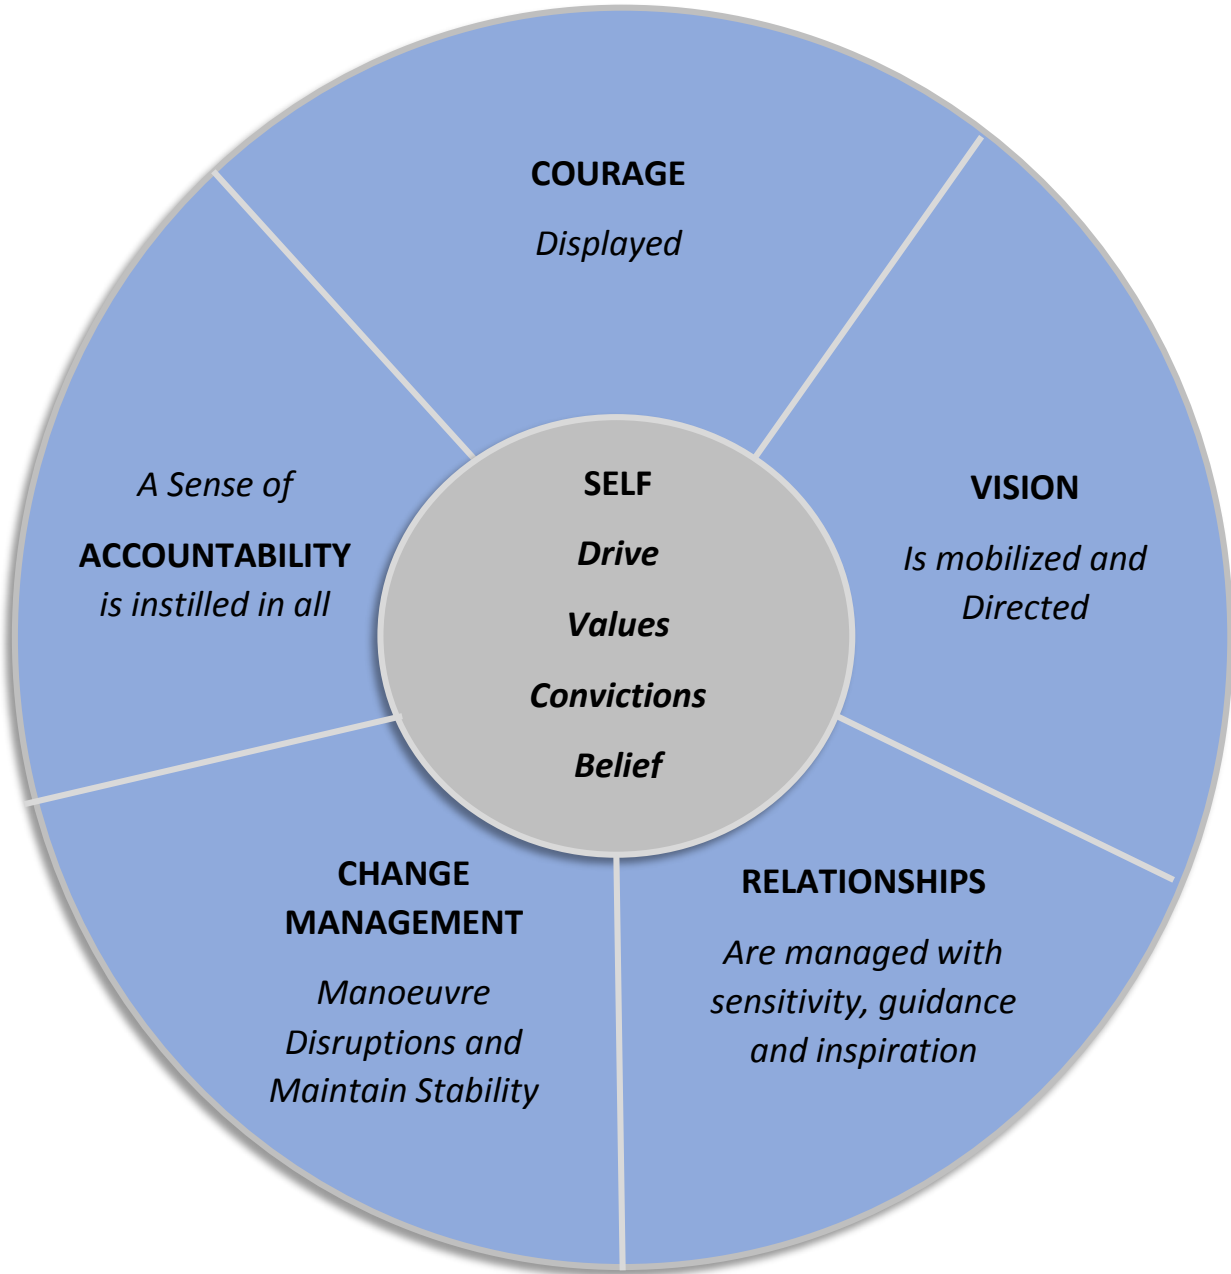 COURAGE
Displayed
VISION
Is mobilized and
Directed
RELATIONSHIPS
Are managed with
sensitivity, guidance
and inspiration
CHANGE
MANAGEMENT
Manoeuvre
Disruptions and
Maintain Stability
A Sense of
ACCOUNTABILITY
is instilled in all
SELF
Drive
Values
Convictions
Belief